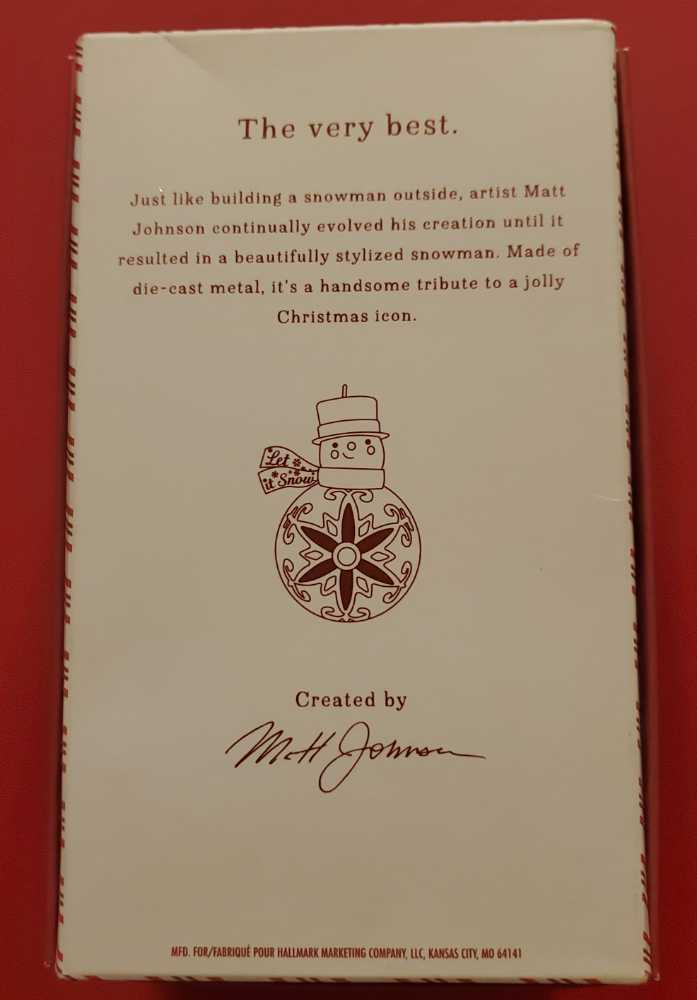 The very best.
Just like building a snowman outside, artist Matt
Johnson continually evolved his creation until it
resulted in a beautifully stylized snowman. Made of
die-cast metal, it's a handsome tribute to a jolly
Christmas icon.
Let
it Snow
Created by
Matt Johnson
MFD. FOR/FABRIQUÉ POUR HALLMARK MARKETING COMPANY, LLC, KANSAS CITY, MO 64141